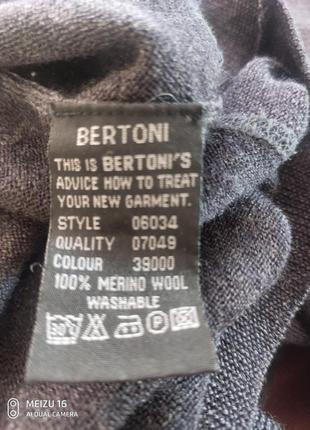 BERTONI
THIS IS BERTONI'S
ADVICE HOW TO TREAT
YOUR NEW GARMENT.
STYLE 06034
QUALITY 07049
COLOUR 39000
100% MERINO WOOL
WASHABLE
P
MEIZU 16
AI DUAL CAMERA